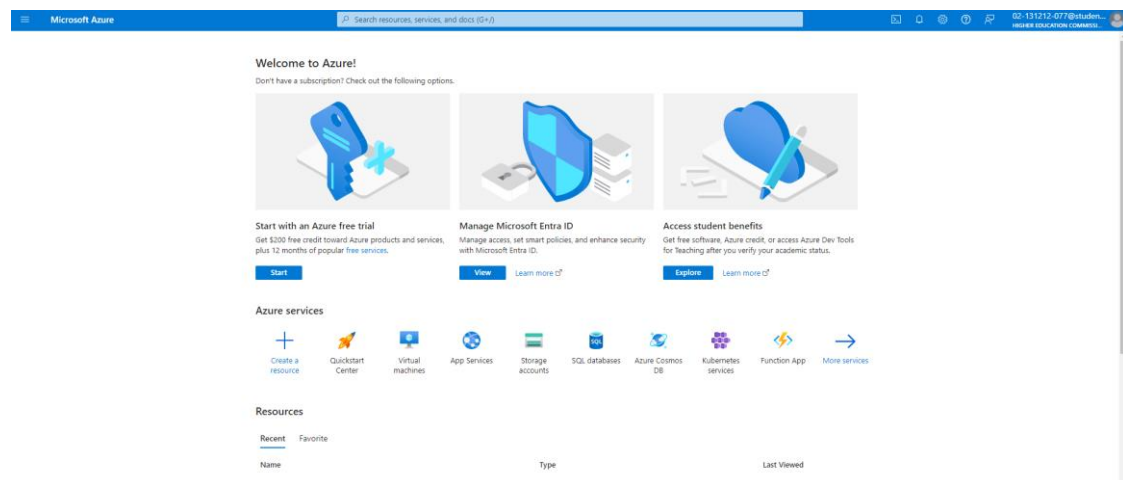 Microsoft Azure
Search resources, services, and docs (G+/)
02-131212-077@studen...
HIGHER EDUCATION COMMISSI...
Welcome to Azure!
Don't have a subscription? Check out the following options.
Start with an Azure free trial
Get $200 free credit toward Azure products and services,
plus 12 months of popular free services.
Start
Manage Microsoft Entra ID
Manage access, set smart policies, and enhance security
with Microsoft Entra ID.
View Learn more
Access student benefits
Get free software, Azure credit, or access Azure Dev Tools
for Teaching after you verify your academic status.
Explore Learn more
Azure services
Create a
resource
Quickstart
Center
Virtual
machines
App Services
Storage
accounts
SQL
SQL databases
Azure Cosmos
DB
Kubernetes
services
Function App
More services
Resources
Recent Favorite
Name Type Last Viewed